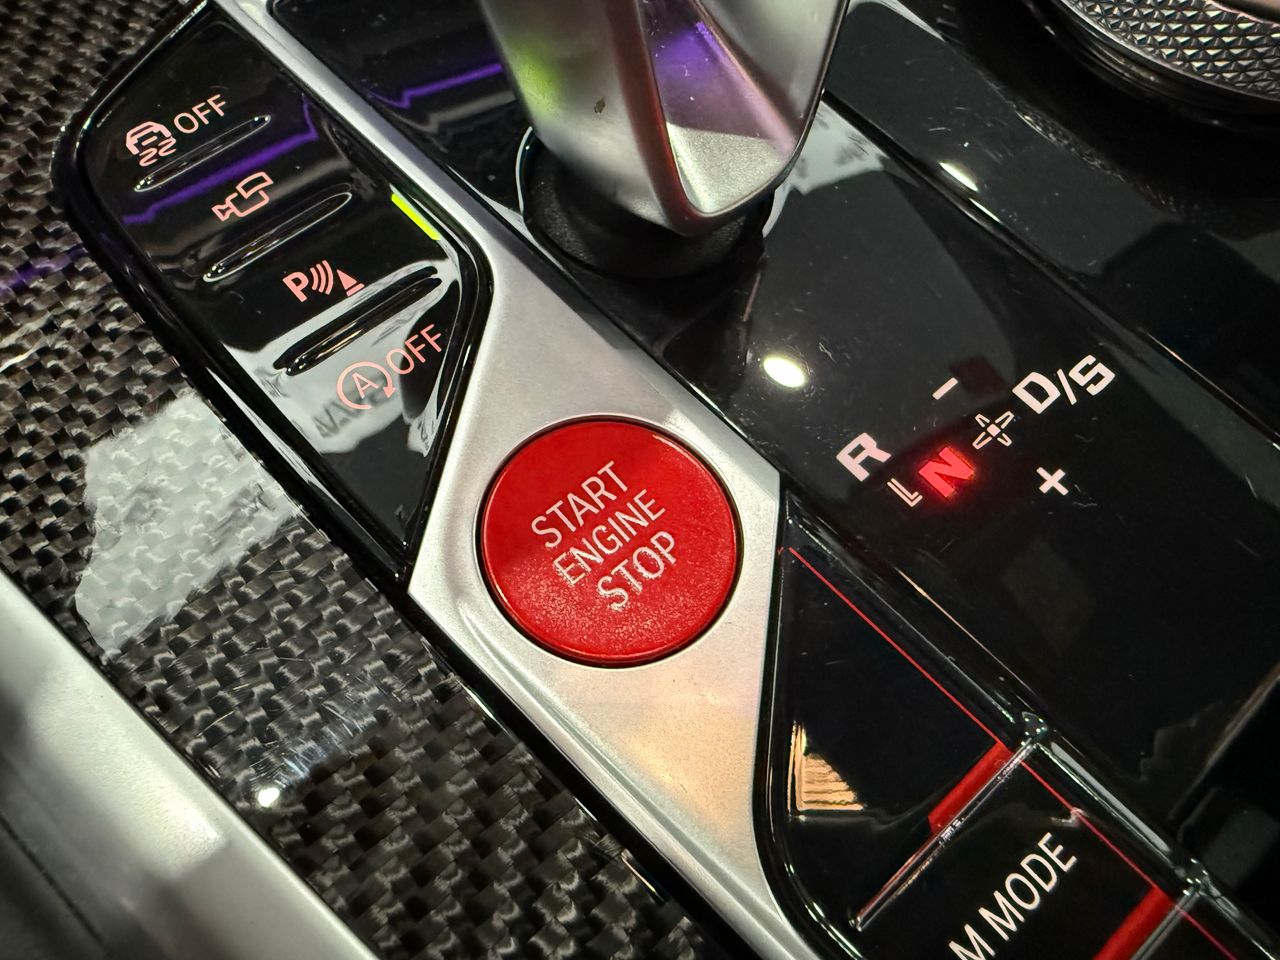 OFF
P
A OFF
START
ENGINE
STOP
R N D/S
- +
M MODE